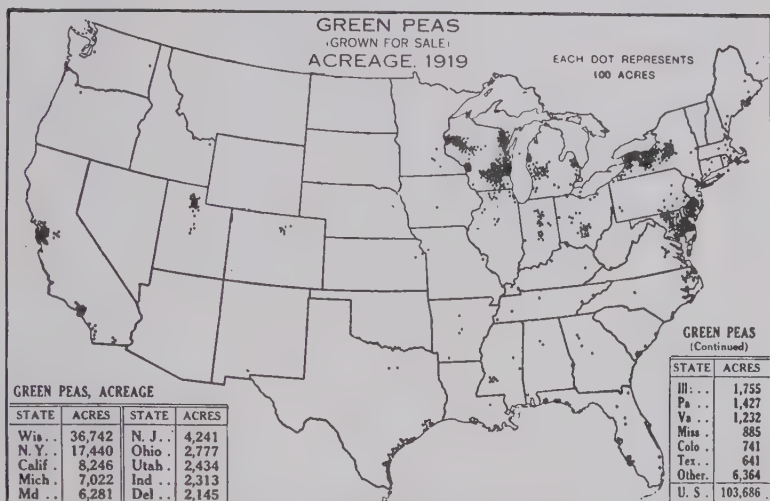 GREEN PEAS
(GROWN FOR SALE)
ACREAGE, 1919
EACH DOT REPRESENTS
100 ACRES
GREEN PEAS, ACREAGE
STATE ACRES STATE ACRES
Wis.. 36,742 N. J.. 4,241
N. Y.. 17,440 Ohio.. 2,777
Calif. 8,246 Utah. 2,434
Mich. 7,022 Ind.. 2,313
Md.. 6,281 Del.. 2,145
GREEN PEAS
(Continued)
STATE ACRES
Ill:.. 1,755
Pa... 1,427
Va... 1,232
Miss. 885
Colo. 741
Tex.. 641
Other. 6,364
U. S. 103,686